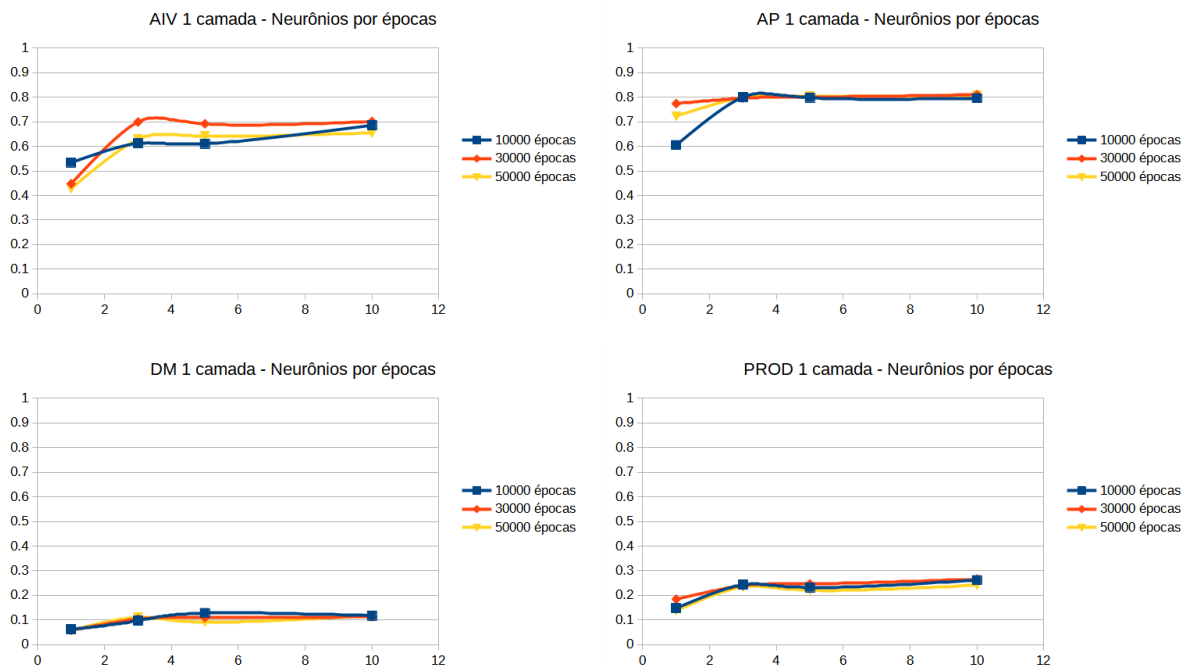 AIV 1 camada - Neurônios por épocas
1
0.9
0.8
0.7
0.6
0.5
0.4
0.3
0.2
0.1
0
0 2 4 6 8 10 12
10000 épocas
30000 épocas
50000 épocas
AP 1 camada - Neurônios por épocas
1
0.9
0.8
0.7
0.6
0.5
0.4
0.3
0.2
0.1
0
0 2 4 6 8 10 12
10000 épocas
30000 épocas
50000 épocas
DM 1 camada - Neurônios por épocas
1
0.9
0.8
0.7
0.6
0.5
0.4
0.3
0.2
0.1
0
0 2 4 6 8 10 12
10000 épocas
30000 épocas
50000 épocas
PROD 1 camada - Neurônios por épocas
1
0.9
0.8
0.7
0.6
0.5
0.4
0.3
0.2
0.1
0
0 2 4 6 8 10 12
10000 épocas
30000 épocas
50000 épocas